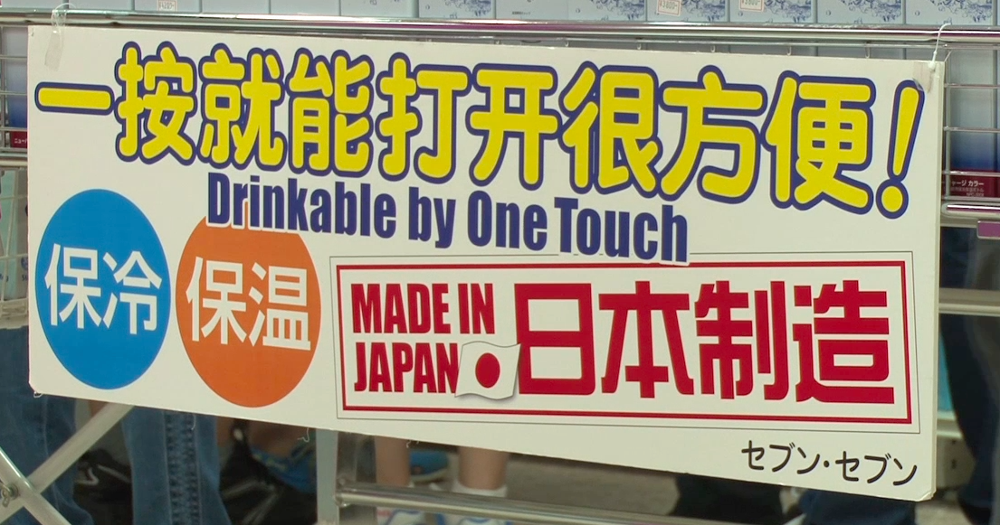 一按就能打开很方便!
Drinkable by One Touch
保冷
保温
MADE IN
JAPAN
日本制造
セブン・セブン